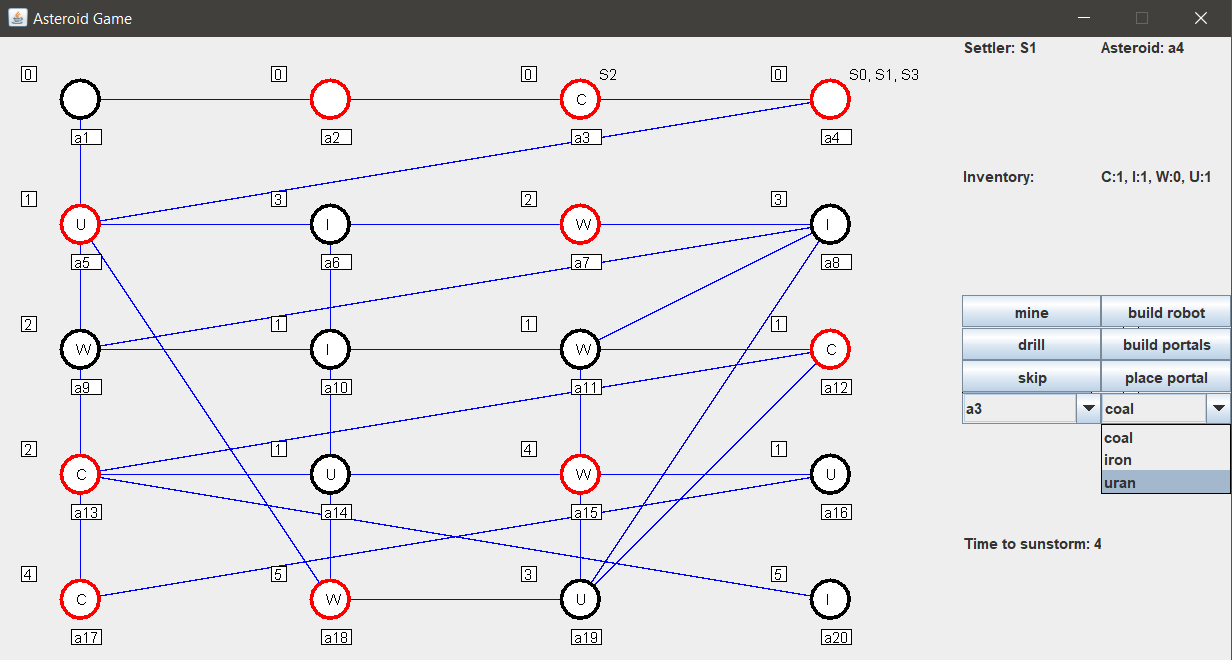 Asteroid Game
Settler: S1 Asteroid: a4
0 0 0 S2 0 S0, S1, S3
C
a1 a2 a3 a4
Inventory: C:1, I:1, W:0, U:1
1 3 2 3
U I W I
a5 a6 a7 a8
mine build robot
2 1 1 1
drill build portals
W I W C
skip place portal
a9 a10 a11 a12
a3 coal
coal
2 1 4 1
iron
C U W U
uran
a13 a14 a15 a16
Time to sunstorm: 4
4 5 3 5
C W U I
a17 a18 a19 a20